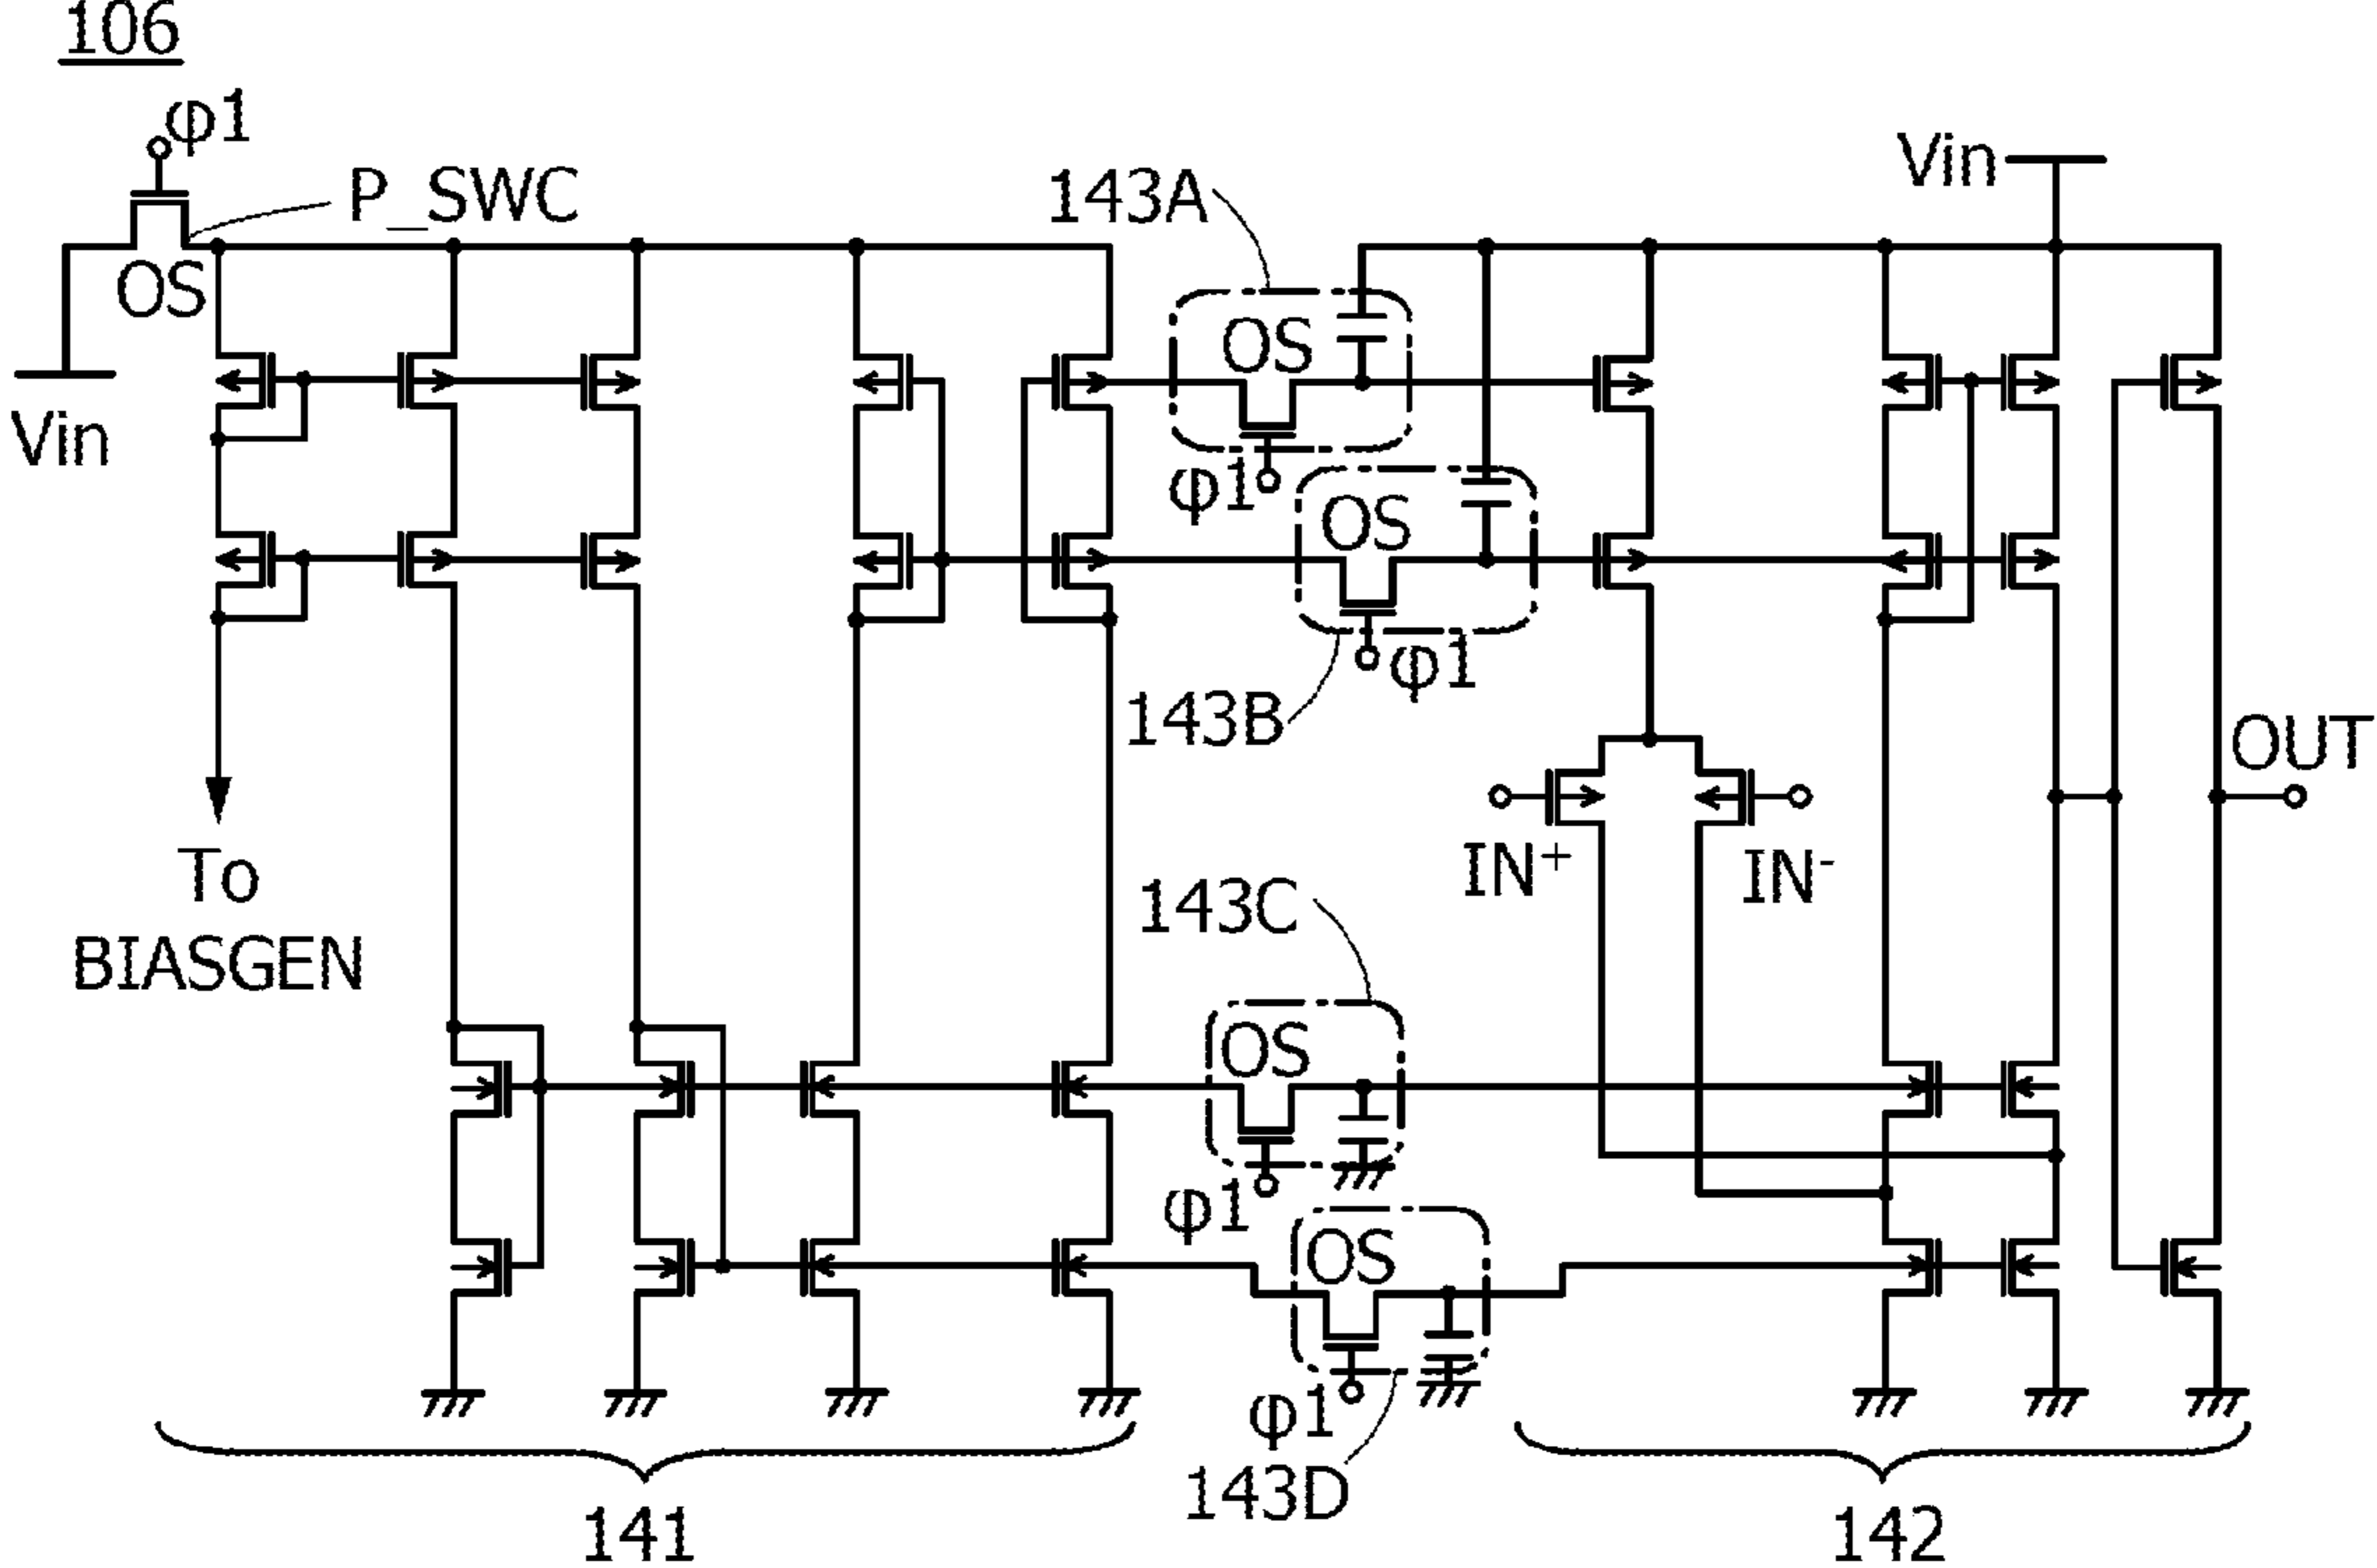 106
φ1
P_SWC
143A
Vin
OS
OS
Vin
φ1
OS
φ1
143B
OUT
IN+
IN-
To
BIASGEN
143C
OS
φ1
OS
φ1
143D
141
142